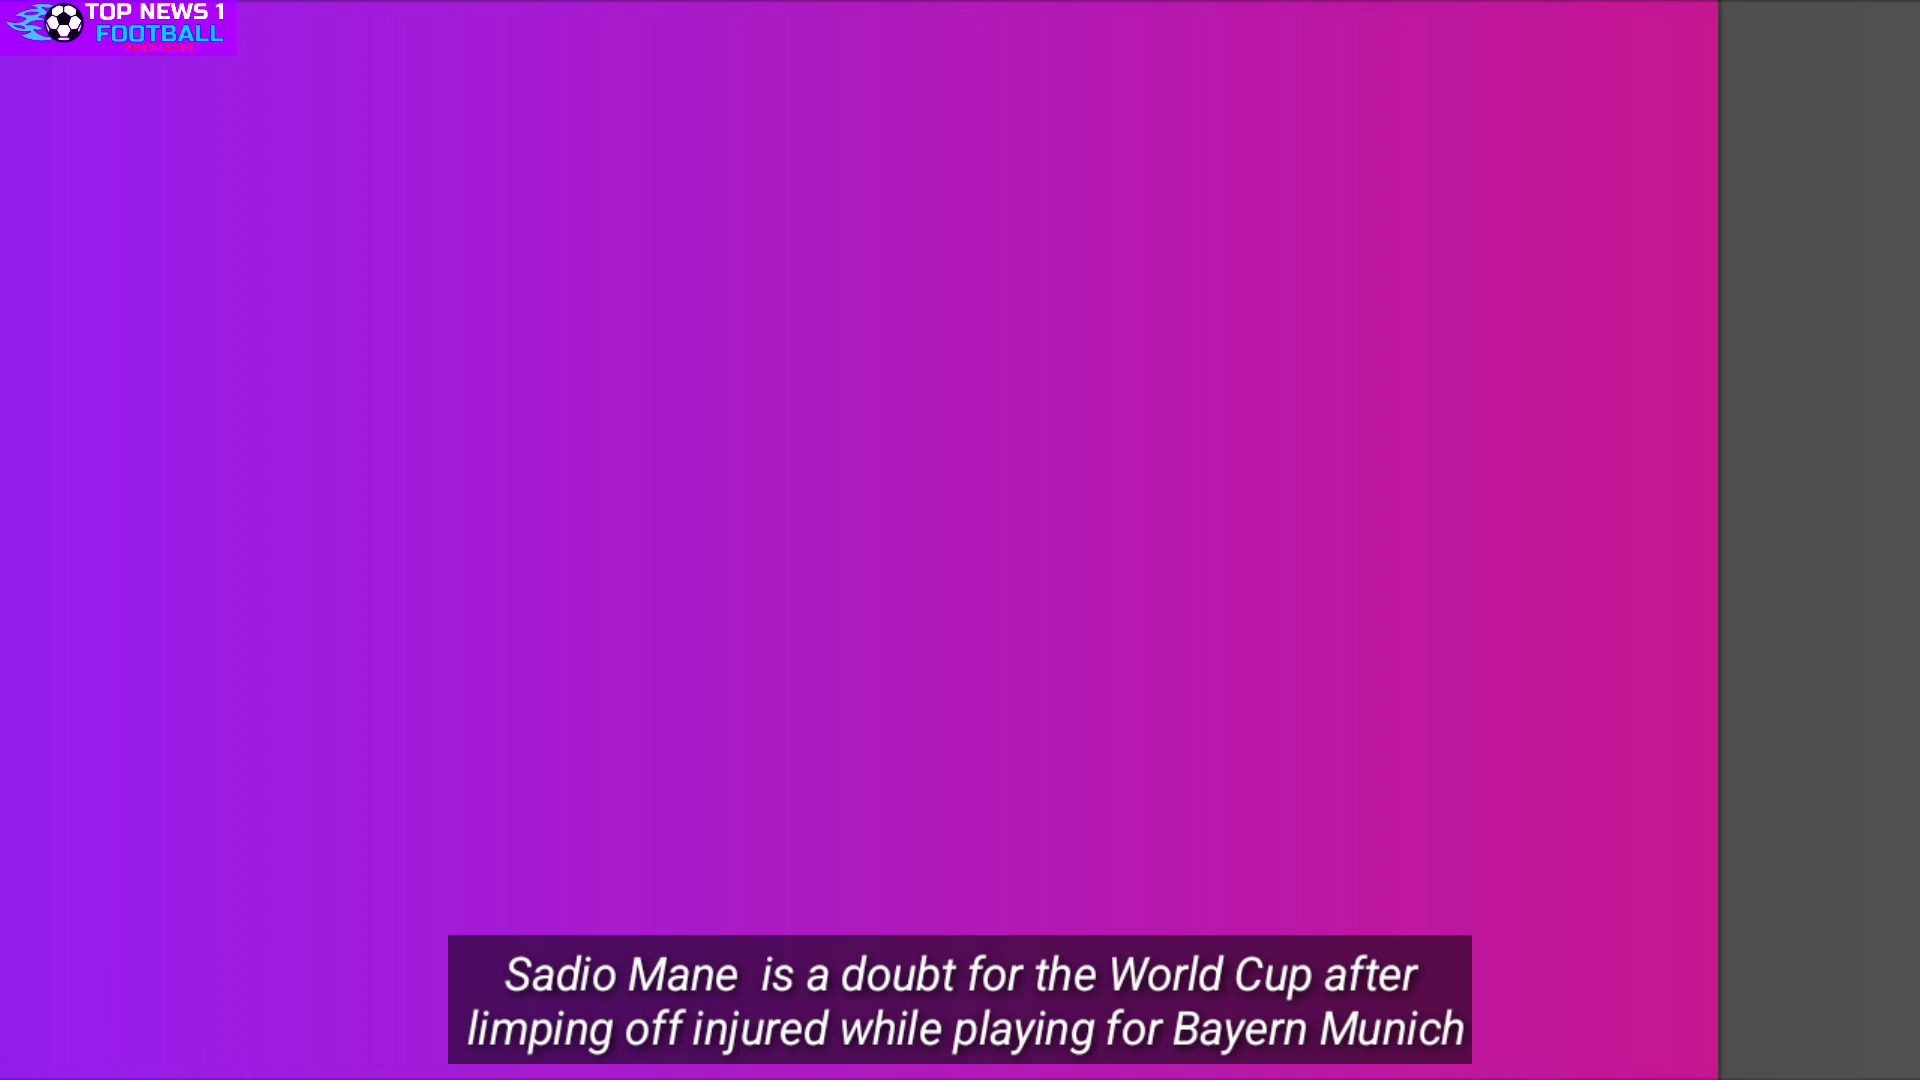 TOP NEWS 1
FOOTBALL
Sadio Mane is a doubt for the World Cup after
limping off injured while playing for Bayern Munich